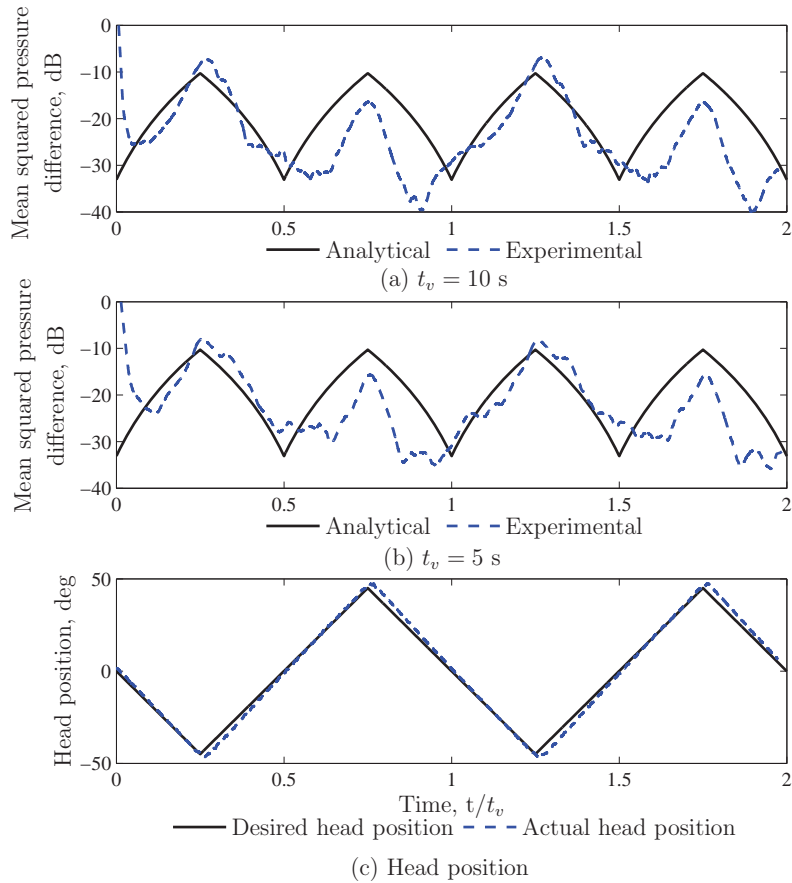 Mean squared pressure
difference, dB
0
−10
−20
−30
−40
0
0.5
1
1.5
2
Analytical
Experimental
(a) t_v = 10 s
Mean squared pressure
difference, dB
0
−10
−20
−30
−40
0
0.5
1
1.5
2
Analytical
Experimental
(b) t_v = 5 s
Head position, deg
50
0
−50
0
0.5
1
1.5
2
Time, t/t_v
Desired head position
Actual head position
(c) Head position